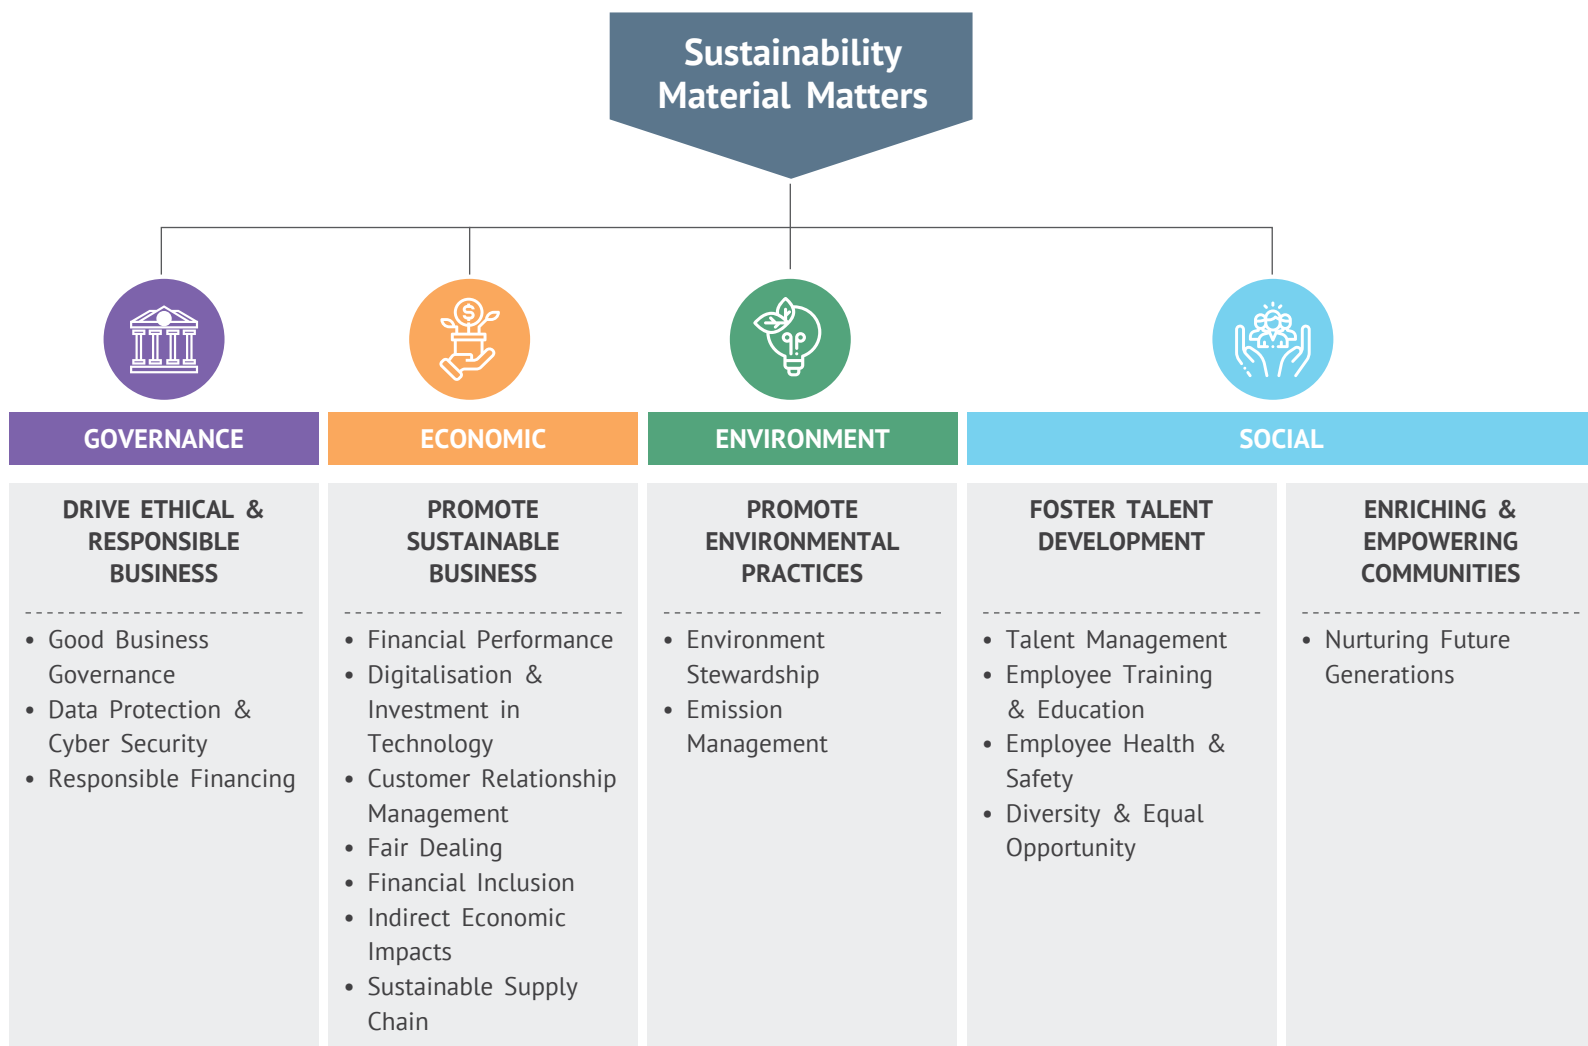 Sustainability
Material Matters
GOVERNANCE
ECONOMIC
ENVIRONMENT
SOCIAL
DRIVE ETHICAL &
RESPONSIBLE
BUSINESS
• Good Business
Governance
• Data Protection &
Cyber Security
• Responsible Financing
PROMOTE
SUSTAINABLE
BUSINESS
• Financial Performance
• Digitalisation &
Investment in
Technology
• Customer Relationship
Management
• Fair Dealing
• Financial Inclusion
• Indirect Economic
Impacts
• Sustainable Supply
Chain
PROMOTE
ENVIRONMENTAL
PRACTICES
• Environment
Stewardship
• Emission
Management
FOSTER TALENT
DEVELOPMENT
• Talent Management
• Employee Training
& Education
• Employee Health &
Safety
• Diversity & Equal
Opportunity
ENRICHING &
EMPOWERING
COMMUNITIES
• Nurturing Future
Generations